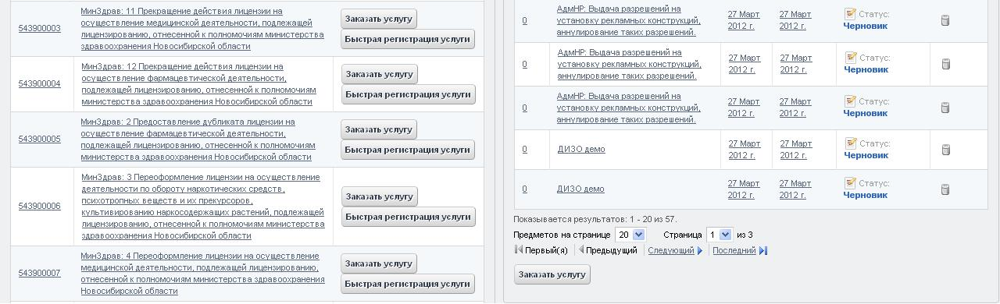 543900003
МинЗдрав: 11 Прекращение действия лицензии на
осуществление медицинской деятельности, подлежащей
лицензированию, отнесенной к полномочиям министерства
здравоохранения Новосибирской области
Заказать услугу
Быстрая регистрация услуги
543900004
МинЗдрав: 12 Прекращение действия лицензии на
осуществление фармацевтической деятельности,
подлежащей лицензированию, отнесенной к полномочиям
министерства здравоохранения Новосибирской области
Заказать услугу
Быстрая регистрация услуги
543900005
МинЗдрав: 2 Предоставление дубликата лицензии на
осуществление фармацевтической деятельности,
подлежащей лицензированию, отнесенной к полномочиям
министерства здравоохранения Новосибирской области
Заказать услугу
Быстрая регистрация услуги
543900006
МинЗдрав: 3 Переоформление лицензии на осуществление
деятельности по обороту наркотических средств,
психотропных веществ и их прекурсов,
культивированию наркосодержащих растений, подлежащей
лицензированию, отнесенной к полномочиям министерства
здравоохранения Новосибирской области
Заказать услугу
Быстрая регистрация услуги
543900007
МинЗдрав: 4 Переоформление лицензии на осуществление
медицинской деятельности, подлежащей лицензированию,
отнесенной к полномочиям министерства здравоохранения
Новосибирской области
Заказать услугу
Быстрая регистрация услуги
0
АдмНР: Выдача разрешений на
установку рекламных конструкций,
аннулирование таких разрешений.
27 Март
2012 г.
27 Март
2012 г.
Статус:
Черновик
0
АдмНР: Выдача разрешений на
установку рекламных конструкций,
аннулирование таких разрешений.
27 Март
2012 г.
27 Март
2012 г.
Статус:
Черновик
0
АдмНР: Выдача разрешений на
установку рекламных конструкций,
аннулирование таких разрешений.
27 Март
2012 г.
27 Март
2012 г.
Статус:
Черновик
0
ДИЗО демо
27 Март
2012 г.
27 Март
2012 г.
Статус:
Черновик
0
ДИЗО демо
27 Март
2012 г.
27 Март
2012 г.
Статус:
Черновик
Показывается результатов: 1 - 20 из 57.
Предметов на странице 20 Страница 1 из 3
Первый(я) Предыдущий Следующий Последний
Заказать услугу